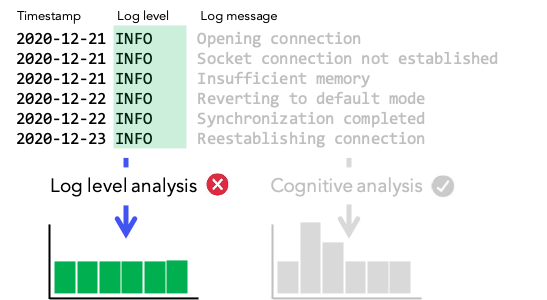 Timestamp Log level Log message
2020-12-21 INFO Opening connection
2020-12-21 INFO Socket connection not established
2020-12-21 INFO Insufficient memory
2020-12-22 INFO Reverting to default mode
2020-12-22 INFO Synchronization completed
2020-12-23 INFO Reestablishing connection
Log level analysis Cognitive analysis